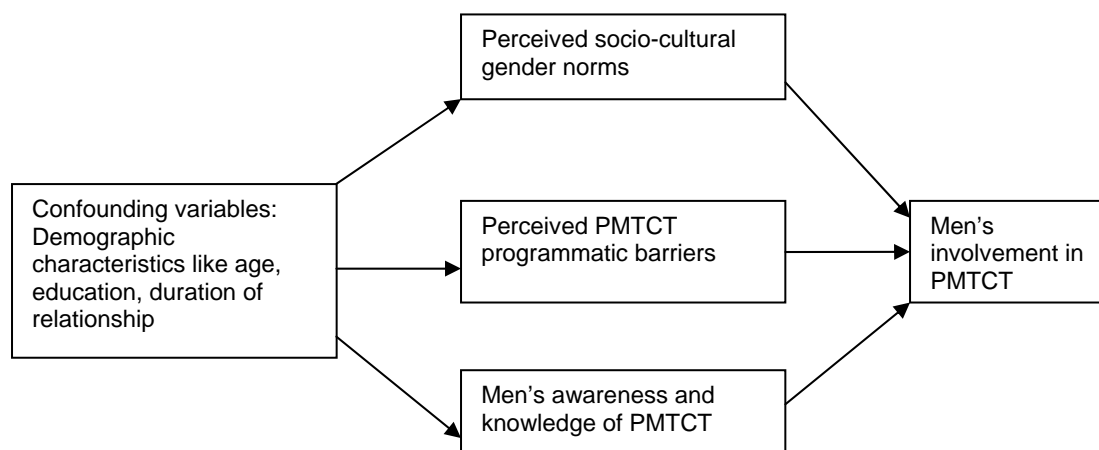 Perceived socio-cultural
gender norms
Confounding variables:
Demographic
characteristics like age,
education, duration of
relationship
Perceived PMTCT
programmatic barriers
Men's
involvement in
PMTCT
Men's awareness and
knowledge of PMTCT